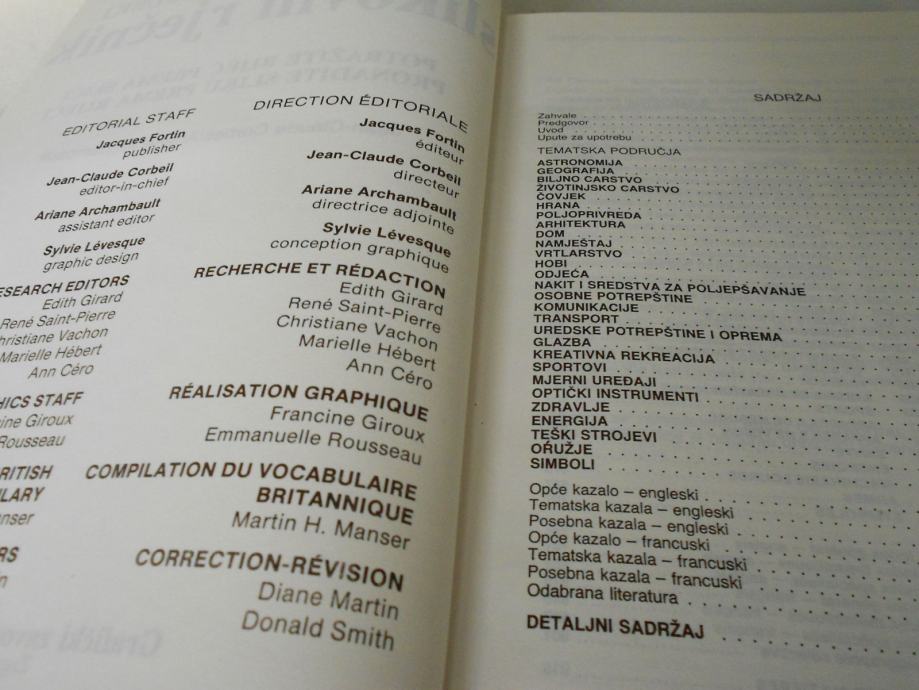 EDITORIAL STAFF
Jacques Fortin
publisher
Jean-Claude Corbeil
editor-in-chief
Ariane Archambault
assistant editor
Sylvie Lévesque
graphic design
ESEARCH EDITORS
Edith Girard
René Saint-Pierre
hristiane Vachon
Marielle Hébert
Ann Céro
HICS STAFF
cine Giroux
Rousseau
RITISH
LARY
anser
RS
DIRECTION ÉDITORIALE
Jacques Fortin
éditeur
Jean-Claude Corbeil
directeur
Ariane Archambault
directrice adjointe
Sylvie Lévesque
conception graphique
RECHERCHE ET RÉDACTION
Edith Girard
René Saint-Pierre
Christiane Vachon
Marielle Hébert
Ann Céro
RÉALISATION GRAPHIQUE
Francine Giroux
Emmanuelle Rousseau
COMPILATION DU VOCABULAIRE
BRITANNIQUE
Martin H. Manser
CORRECTION-RÉVISION
Diane Martin
Donald Smith
SADRŽAJ
Zahvale
Predgovor
Uvod
Upute za upotrebu
TEMATSKA PODRUČJA
ASTRONOMIJA
GEOGRAFIJA
BILJNO CARSTVO
ŽIVOTINJSKO CARSTVO
ČOVJEK
HRANA
POLJOPRIVREDA
ARHITEKTURA
DOM
NAMJEŠTAJ
VRTLARSTVO
HOBI
ODJEĆA
NAKIT I SREDSTVA ZA POLJEPŠAVANJE
OSOBNE POTREPŠTINE
KOMUNIKACIJE
TRANSPORT
UREDSKE POTREPŠTINE I OPREMA
GLAZBA
KREATIVNA REKREACIJA
SPORTOVI
MJERNI UREĐAJI
OPTIČKI INSTRUMENTI
ZDRAVLJE
ENERGIJA
TEŠKI STROJEVI
ORUŽJE
SIMBOLI
Opće kazalo – engleski
Tematska kazala – engleski
Posebna kazala – engleski
Opće kazalo – francuski
Tematska kazala – francuski
Posebna kazala – francuski
Odabrana literatura
DETALJNI SADRŽAJ